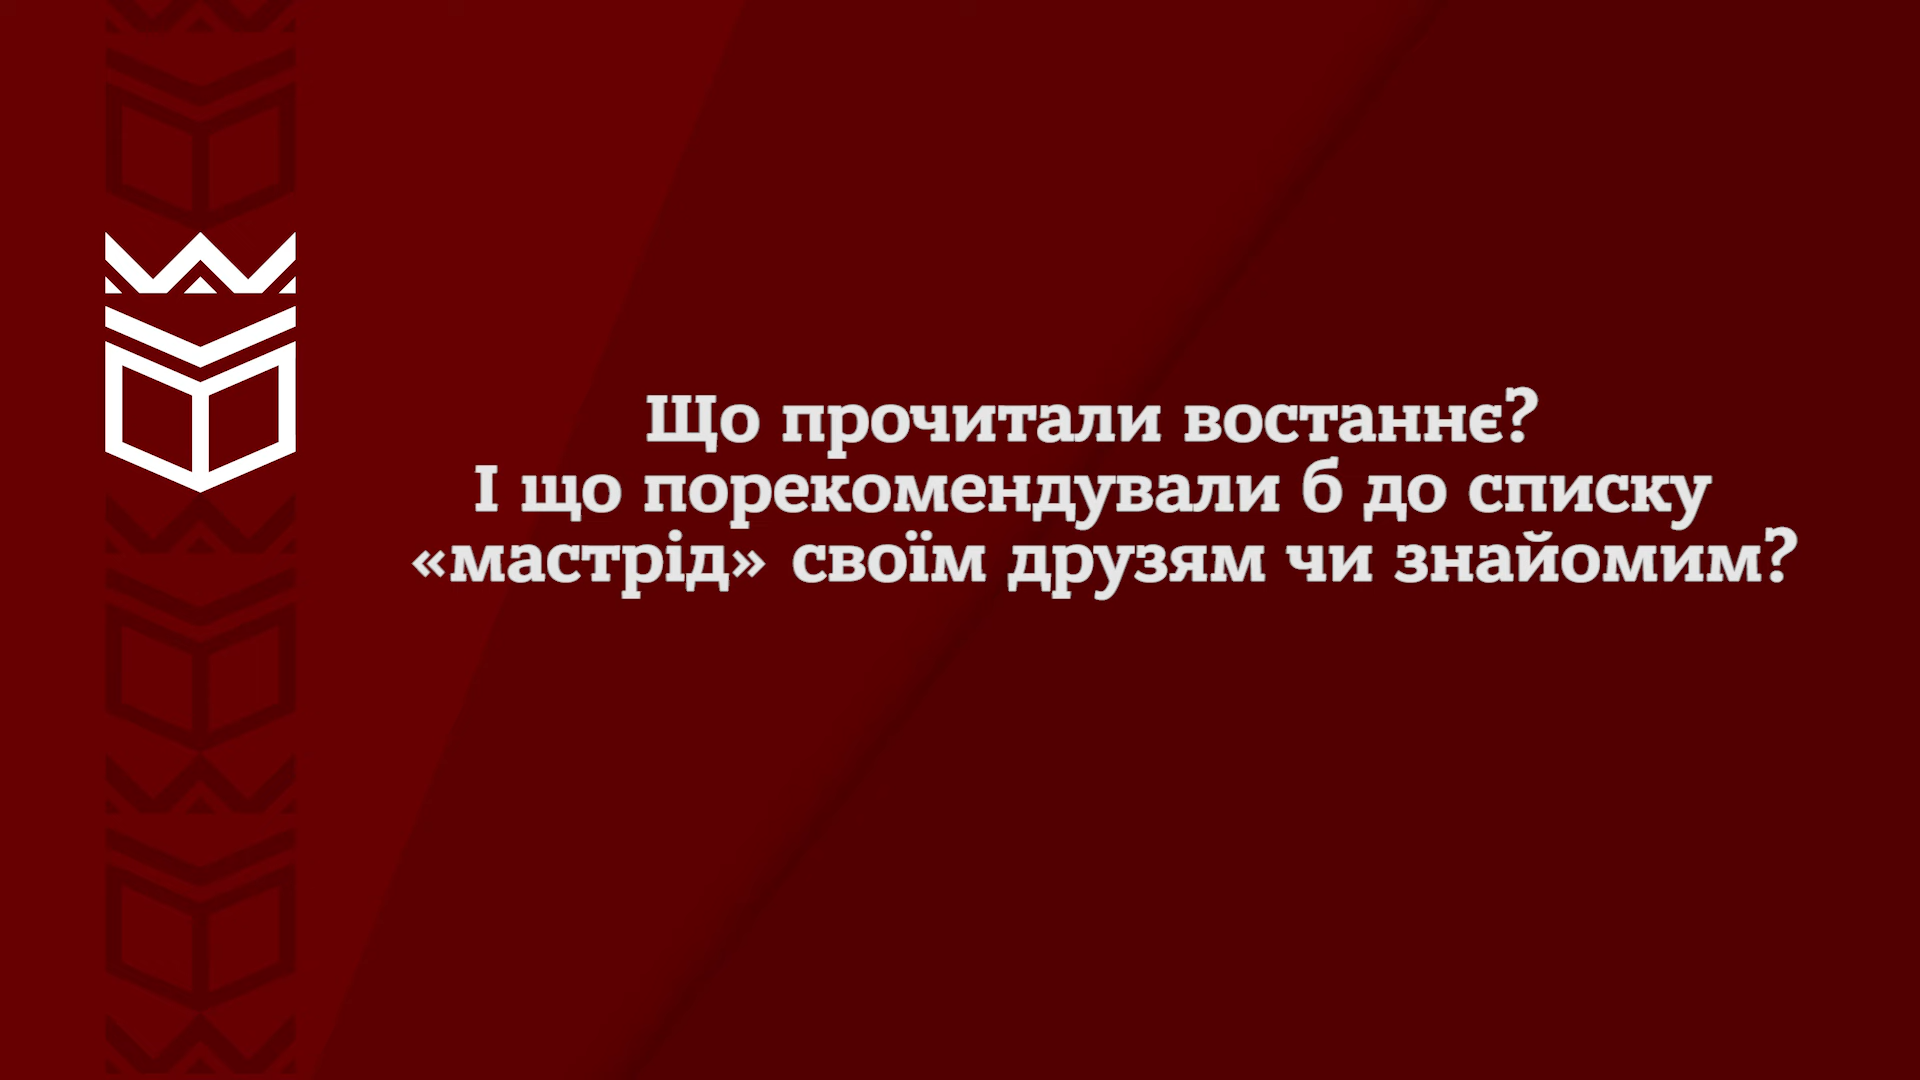 Що прочитали востаннє?
І що порекомендували б до списку
«мастрід» своїм друзям чи знайомим?